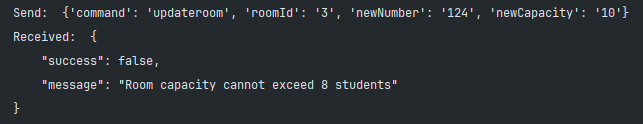 Send:  {'command': 'updateroom', 'roomId': '3', 'newNumber': '124', 'newCapacity': '10'}
Received:  {
    "success": false,
    "message": "Room capacity cannot exceed 8 students"
}